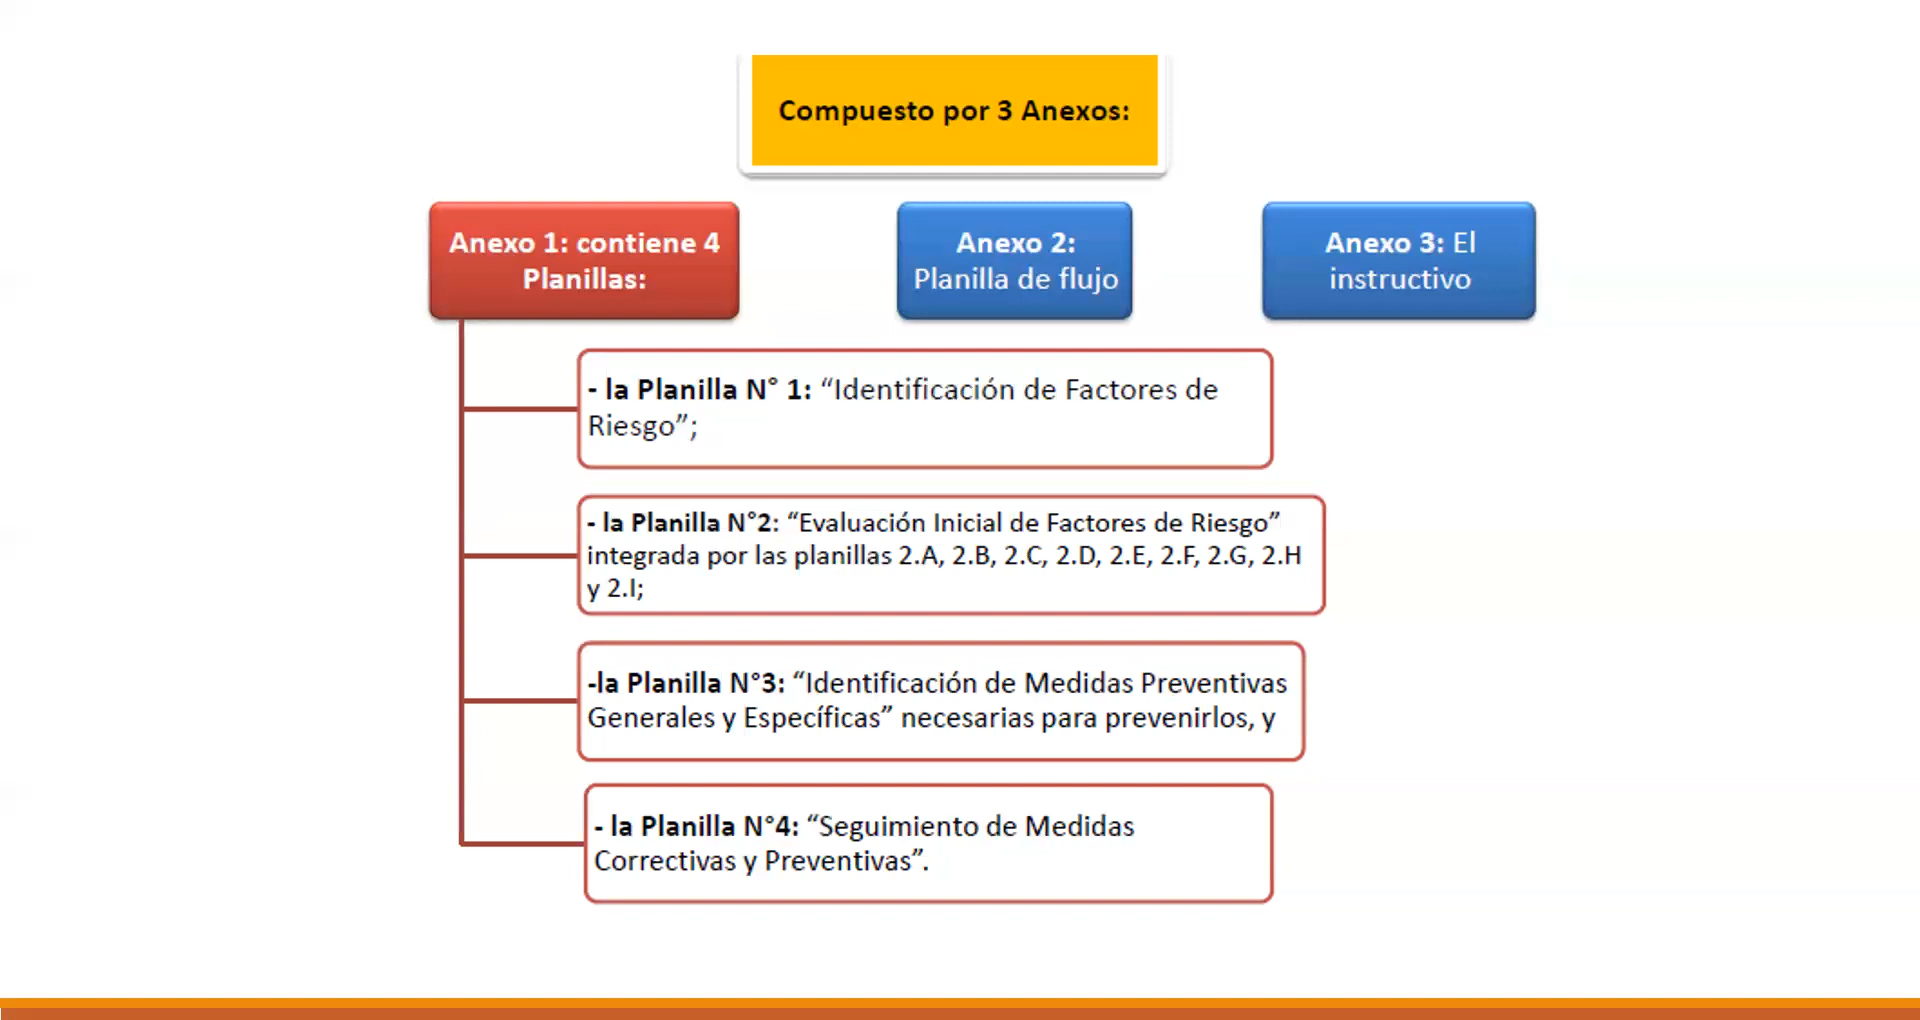 Compuesto por 3 Anexos:
Anexo 1: contiene 4
Planillas:
Anexo 2:
Planilla de flujo
Anexo 3: El
instructivo
- la Planilla N° 1: “Identificación de Factores de
Riesgo”;
- la Planilla N°2: “Evaluación Inicial de Factores de Riesgo”
integrada por las planillas 2.A, 2.B, 2.C, 2.D, 2.E, 2.F, 2.G, 2.H
y 2.I;
-la Planilla N°3: “Identificación de Medidas Preventivas
Generales y Específicas” necesarias para prevenirlos, y
- la Planilla N°4: “Seguimiento de Medidas
Correctivas y Preventivas”.